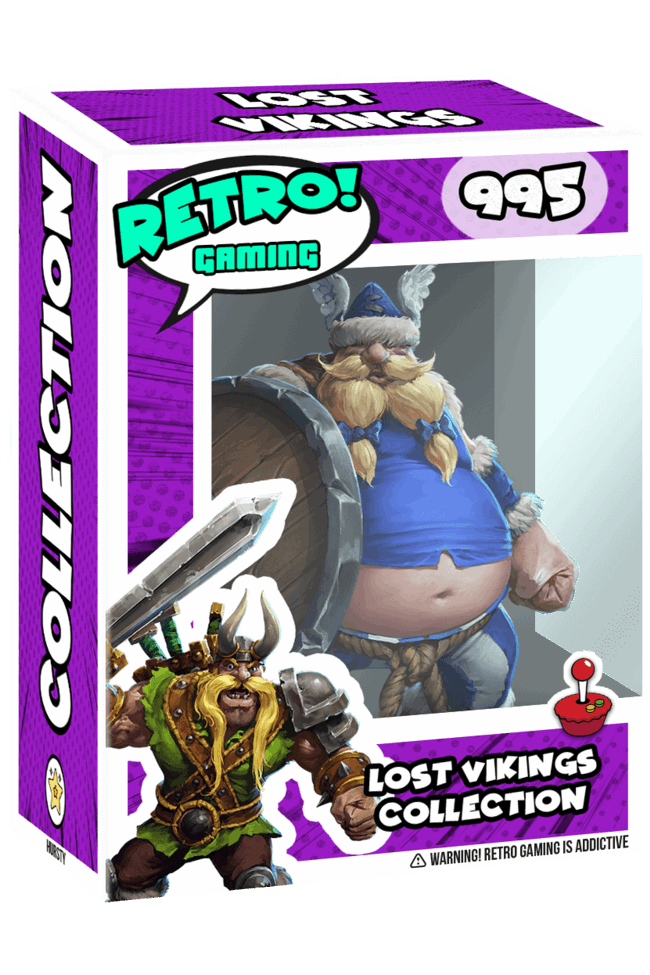 LOST
VIKINGS
RETRO!
GAMING
995
COLLECTION
LOST VIKINGS
COLLECTION
WARNING! RETRO GAMING IS ADDICTIVE
HURSTY